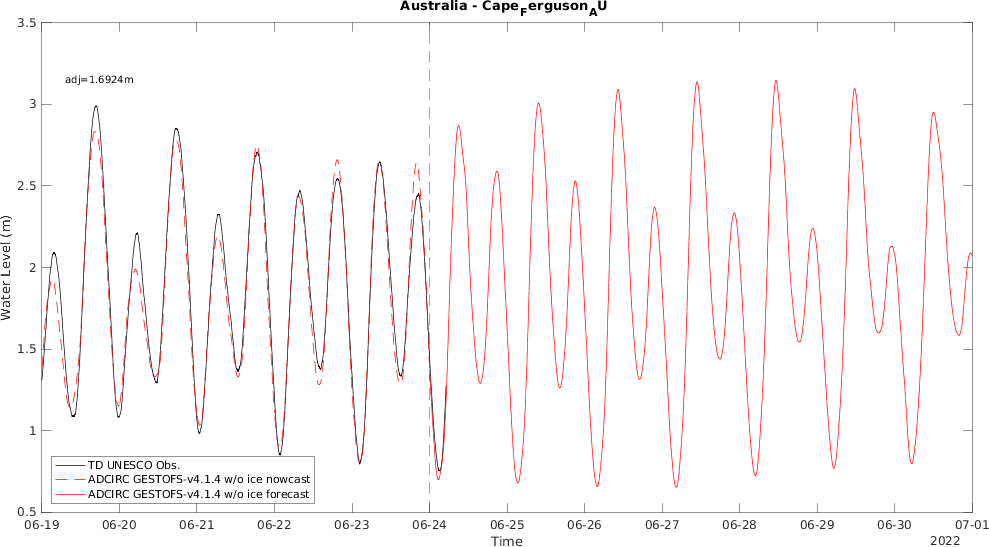 Australia - Cape_Ferguson_AU
3.5
adj=1.6924m
3
2.5
2
1.5
1
0.5
Water Level (m)
TD UNESCO Obs.
ADCIRC GESTOFS-v4.1.4 w/o ice nowcast
ADCIRC GESTOFS-v4.1.4 w/o ice forecast
06-19 06-20 06-21 06-22 06-23 06-24 06-25 06-26 06-27 06-28 06-29 06-30 07-01
Time
2022